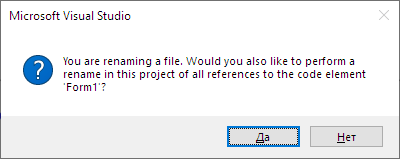 Microsoft Visual Studio
You are renaming a file. Would you also like to perform a
rename in this project of all references to the code element
'Form1'?
Да
Нет